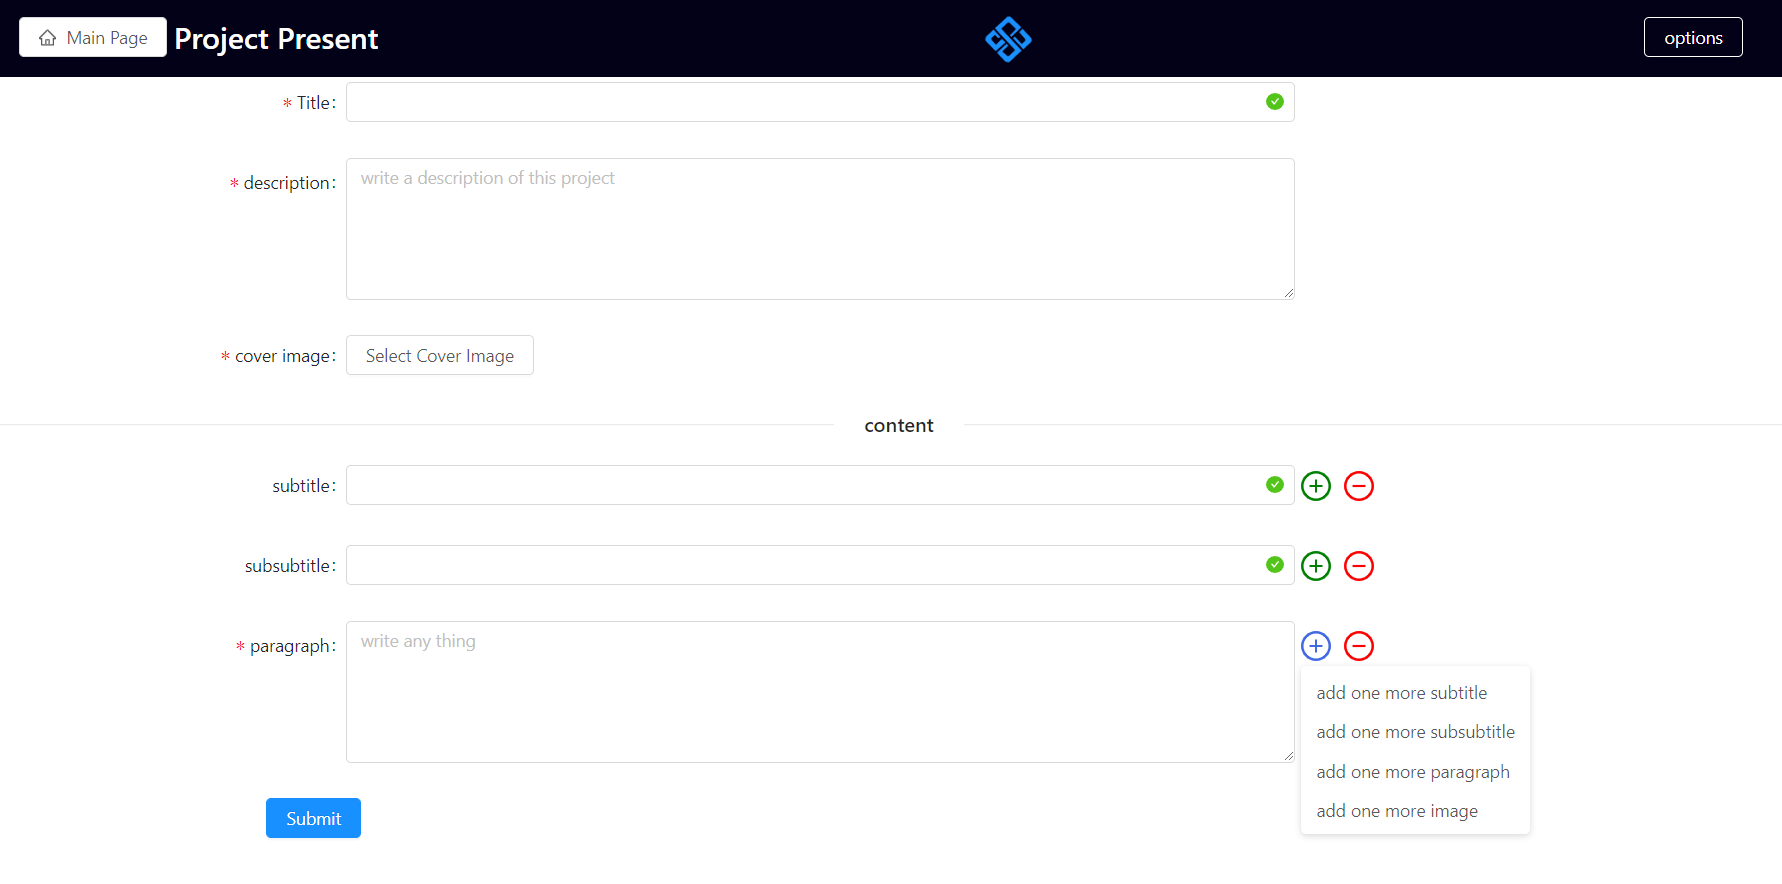 Main Page
Project Present
options
* Title:
* description:
write a description of this project
* cover image:
Select Cover Image
content
subtitle:
subsubtitle:
* paragraph:
write any thing
add one more subtitle
add one more subsubtitle
add one more paragraph
add one more image
Submit